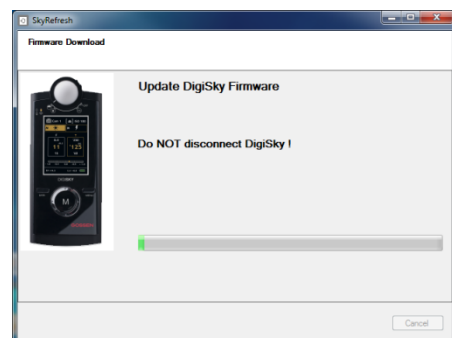 SkyRefresh
Firmware Download
Update DigiSky Firmware
Do NOT disconnect DigiSky !
M
Cancel